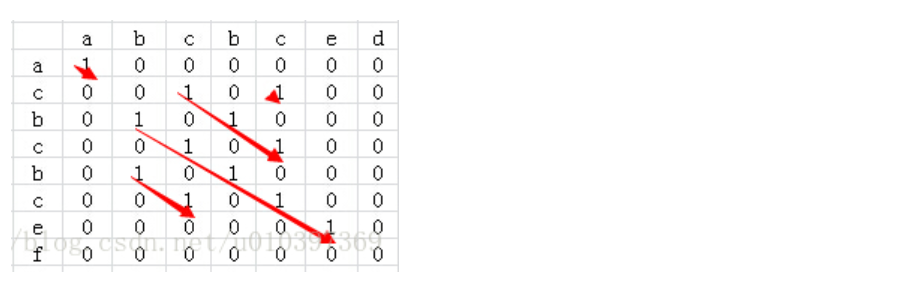 a b c b c e d
a 1 0 0 0 0 0 0
c 0 0 1 0 1 0 0
b 0 1 0 1 0 0 0
c 0 0 1 0 1 0 0
b 0 1 0 1 0 0 0
c 0 0 1 0 1 0 0
e 0 0 0 0 0 1 0
/blog.csdn.net/u010397369
f 0 0 0 0 0 0 0